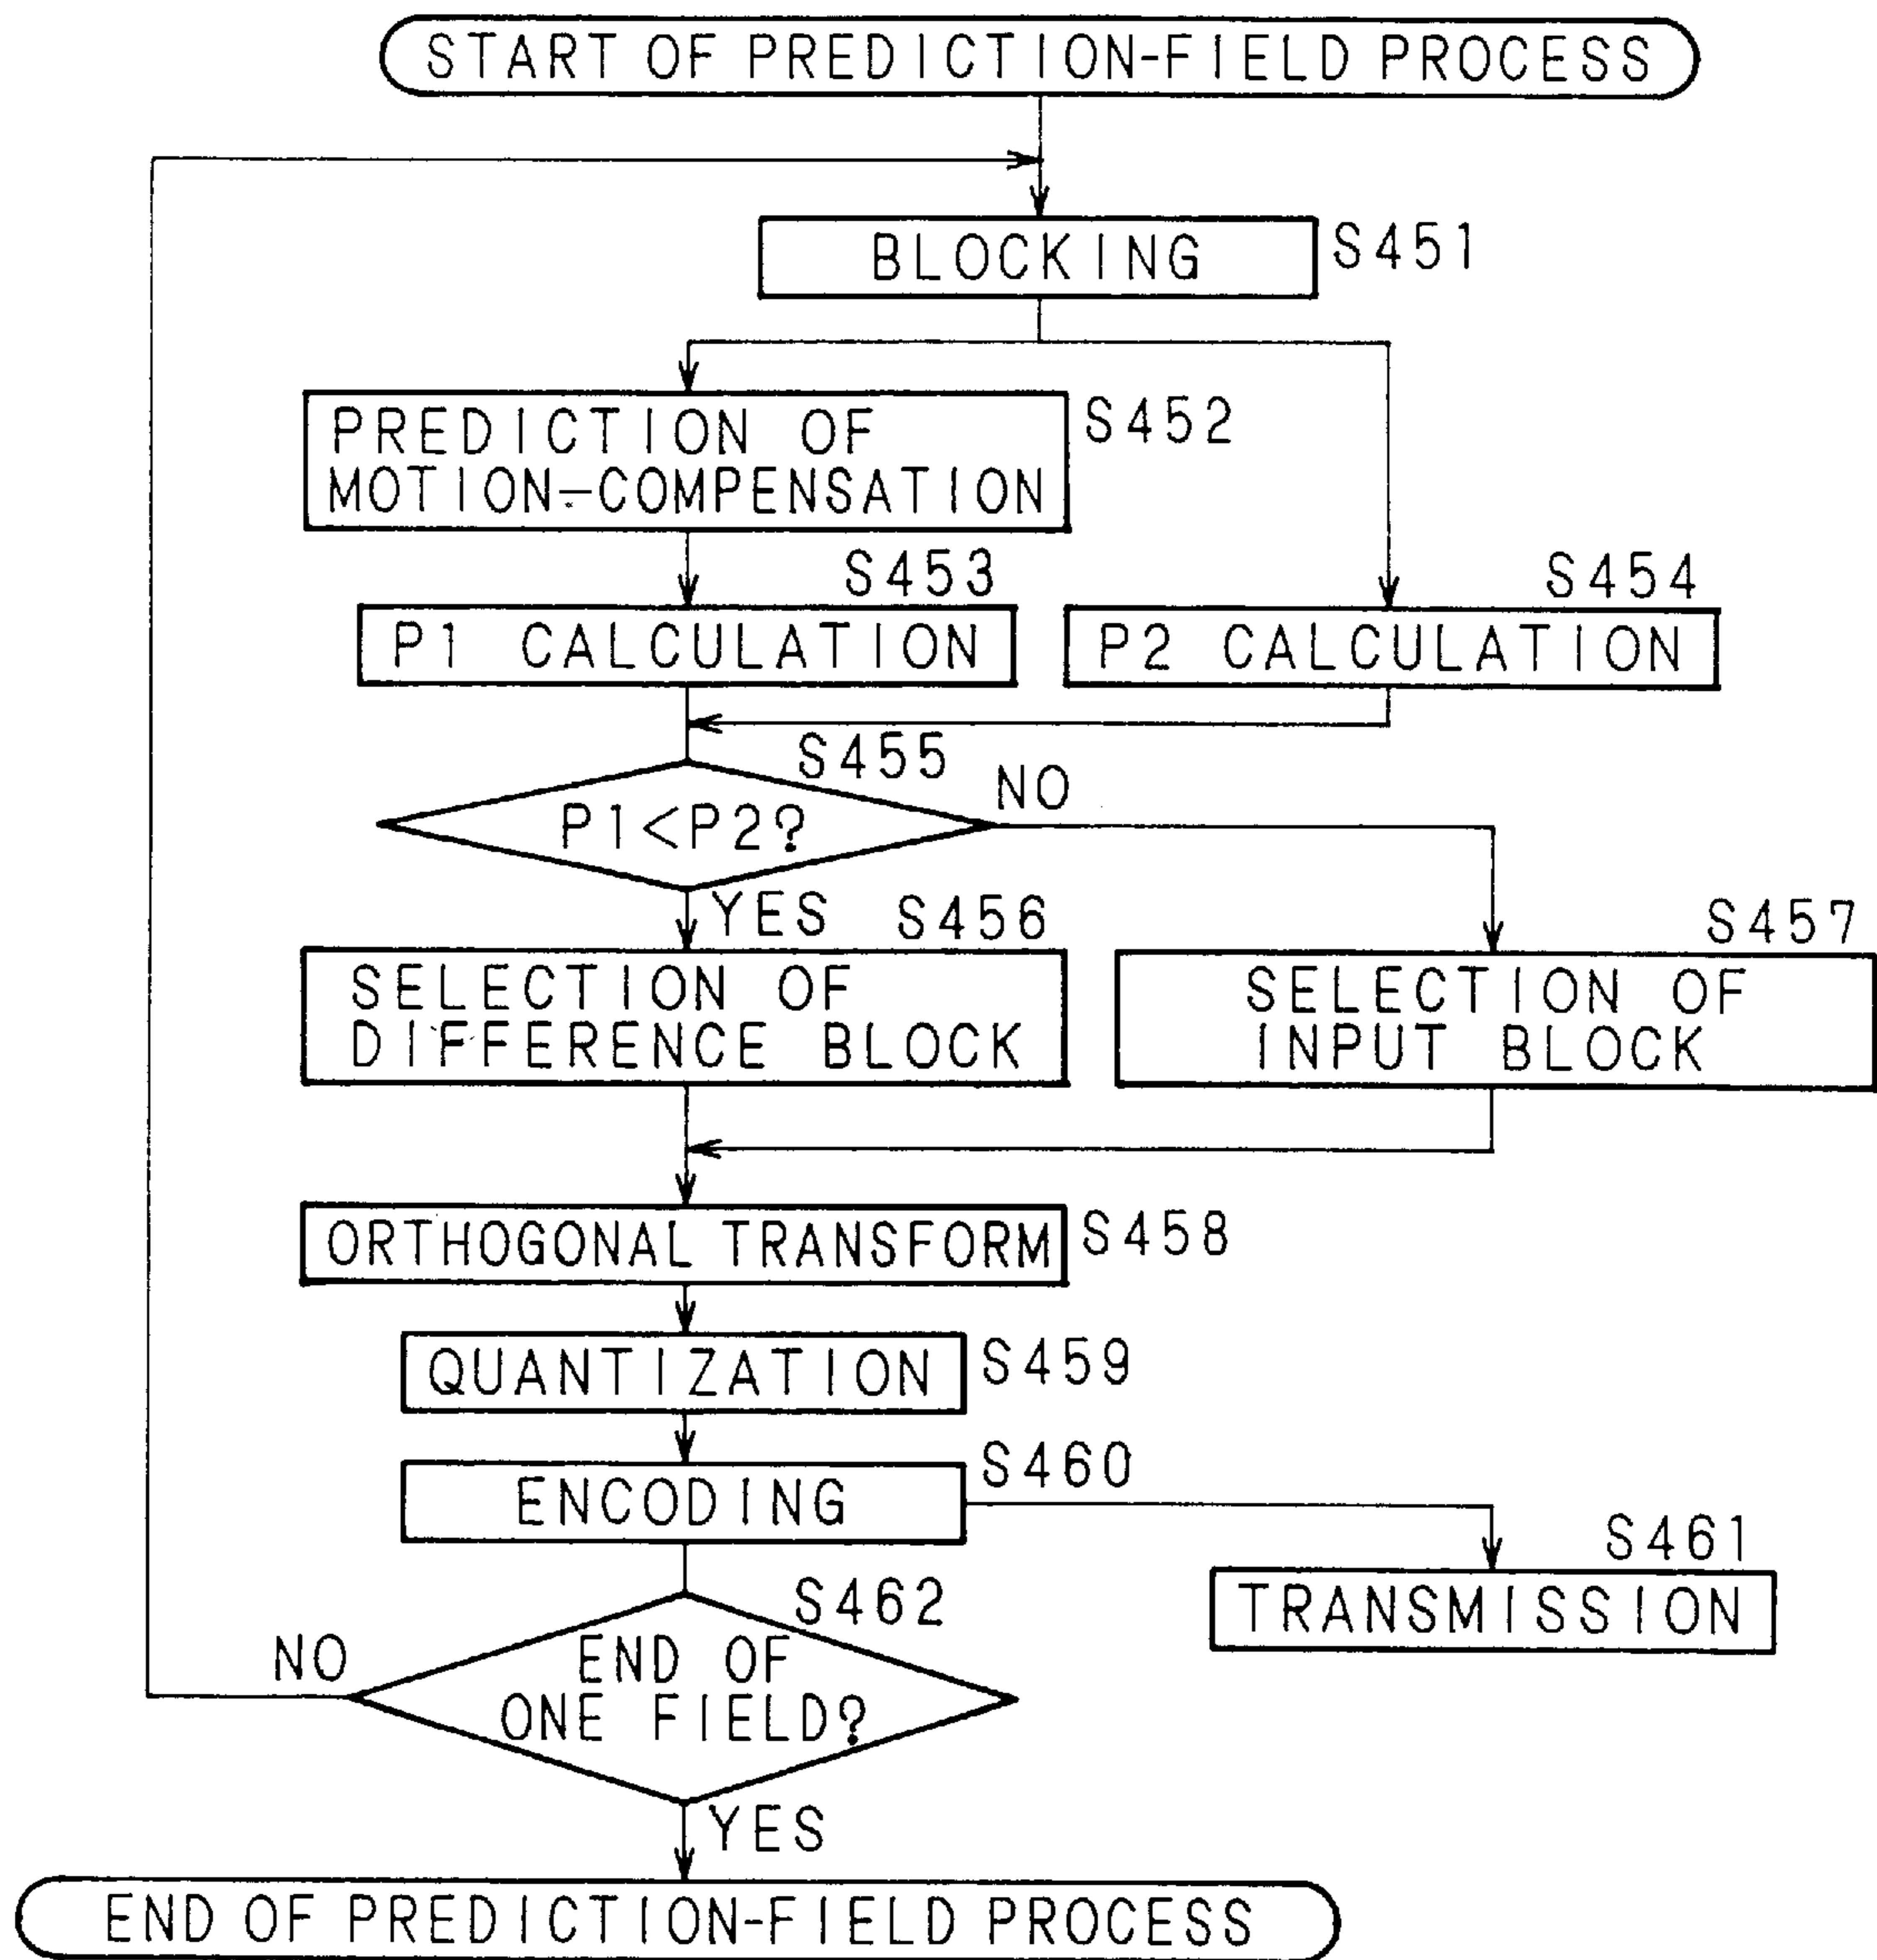 START OF PREDICTION-FIELD PROCESS
BLOCKING
S451
PREDICTION OF
MOTION-COMPENSATION
S452
S453
P1 CALCULATION
S454
P2 CALCULATION
S455
P1<P2?
NO
YES
S456
SELECTION OF
DIFFERENCE BLOCK
S457
SELECTION OF
INPUT BLOCK
ORTHOGONAL TRANSFORM
S458
QUANTIZATION
S459
ENCODING
S460
S461
TRANSMISSION
S462
END OF
ONE FIELD?
NO
YES
END OF PREDICTION-FIELD PROCESS